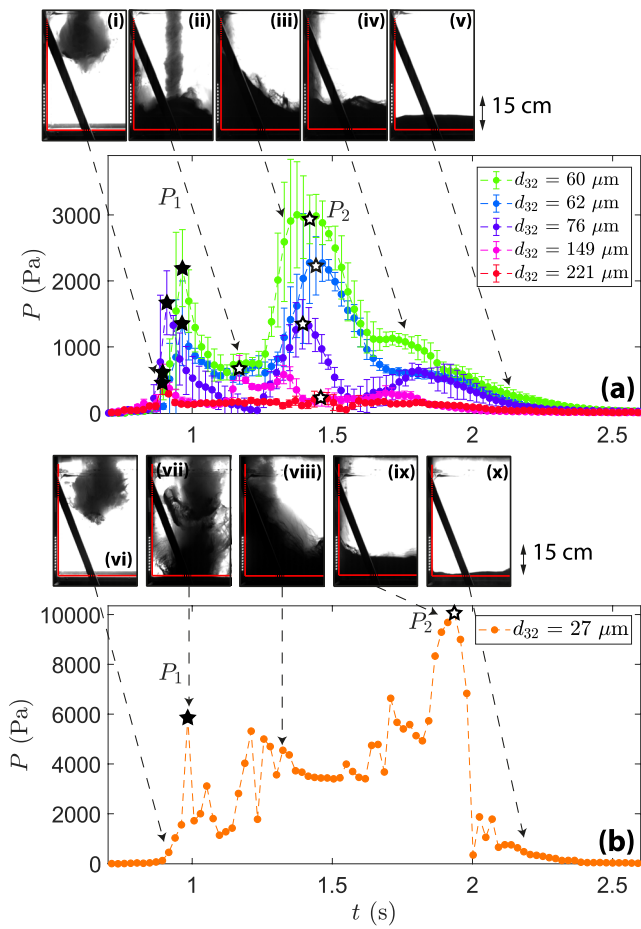 (i) (ii) (iii) (iv) (v)
15 cm
P₁
P₂
d₃₂ = 60 μm
d₃₂ = 62 μm
d₃₂ = 76 μm
d₃₂ = 149 μm
d₃₂ = 221 μm
3000
2000
1000
0
P (Pa)
(a)
1 1.5 2 2.5
(vi) (vii) (viii) (ix) (x)
15 cm
P₁
P₂
d₃₂ = 27 μm
10000
8000
6000
4000
2000
0
P (Pa)
(b)
1 1.5 2 2.5
t (s)